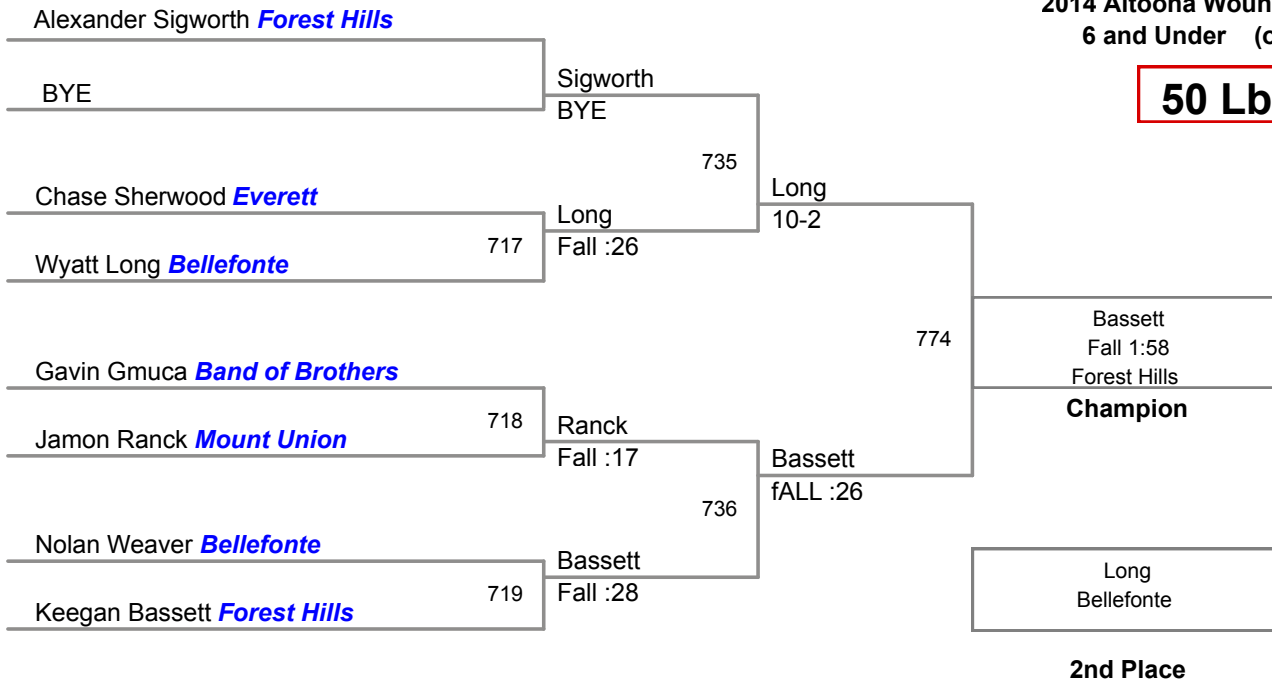 2014 Altoona Woun
6 and Under (o
50 Lb
Alexander Sigworth Forest Hills
BYE
Sigworth
BYE
735
Chase Sherwood Everett
Wyatt Long Bellefonte
717
Long
Fall :26
Long
10-2
774
Gavin Gmuca Band of Brothers
Jamon Ranck Mount Union
718
Ranck
Fall :17
Bassett
fALL :26
736
Nolan Weaver Bellefonte
Keegan Bassett Forest Hills
719
Bassett
Fall :28
Bassett
Fall 1:58
Forest Hills
Champion
Long
Bellefonte
2nd Place